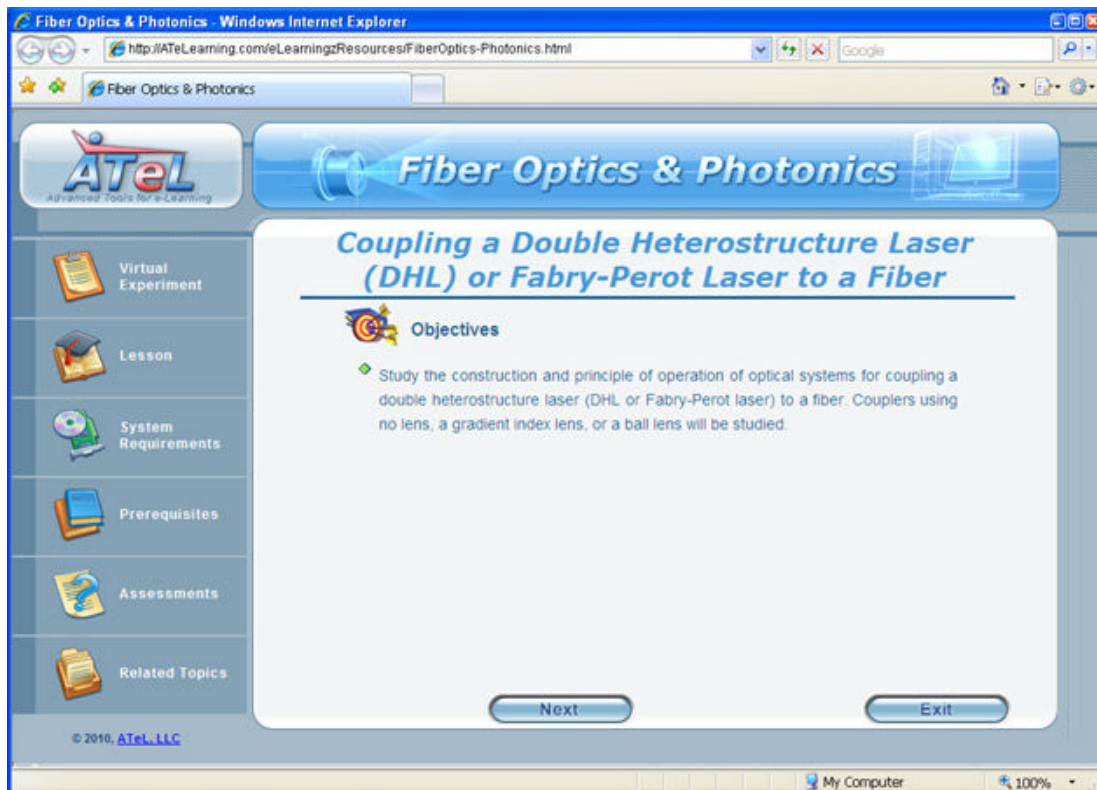 Fiber Optics & Photonics - Windows Internet Explorer
http://ATeLearning.com/eLearningzResources/FiberOptics-Photonics.html
Google
Fiber Optics & Photonics
ATeL
Advanced Tools for e-Learning
Fiber Optics & Photonics
Coupling a Double Heterostructure Laser
(DHL) or Fabry-Perot Laser to a Fiber
Objectives
Study the construction and principle of operation of optical systems for coupling a
double heterostructure laser (DHL or Fabry-Perot laser) to a fiber. Couplers using
no lens, a gradient index lens, or a ball lens will be studied.
Virtual
Experiment
Lesson
System
Requirements
Prerequisites
Assessments
Related Topics
Next
Exit
© 2010, ATeL, LLC
My Computer
100%